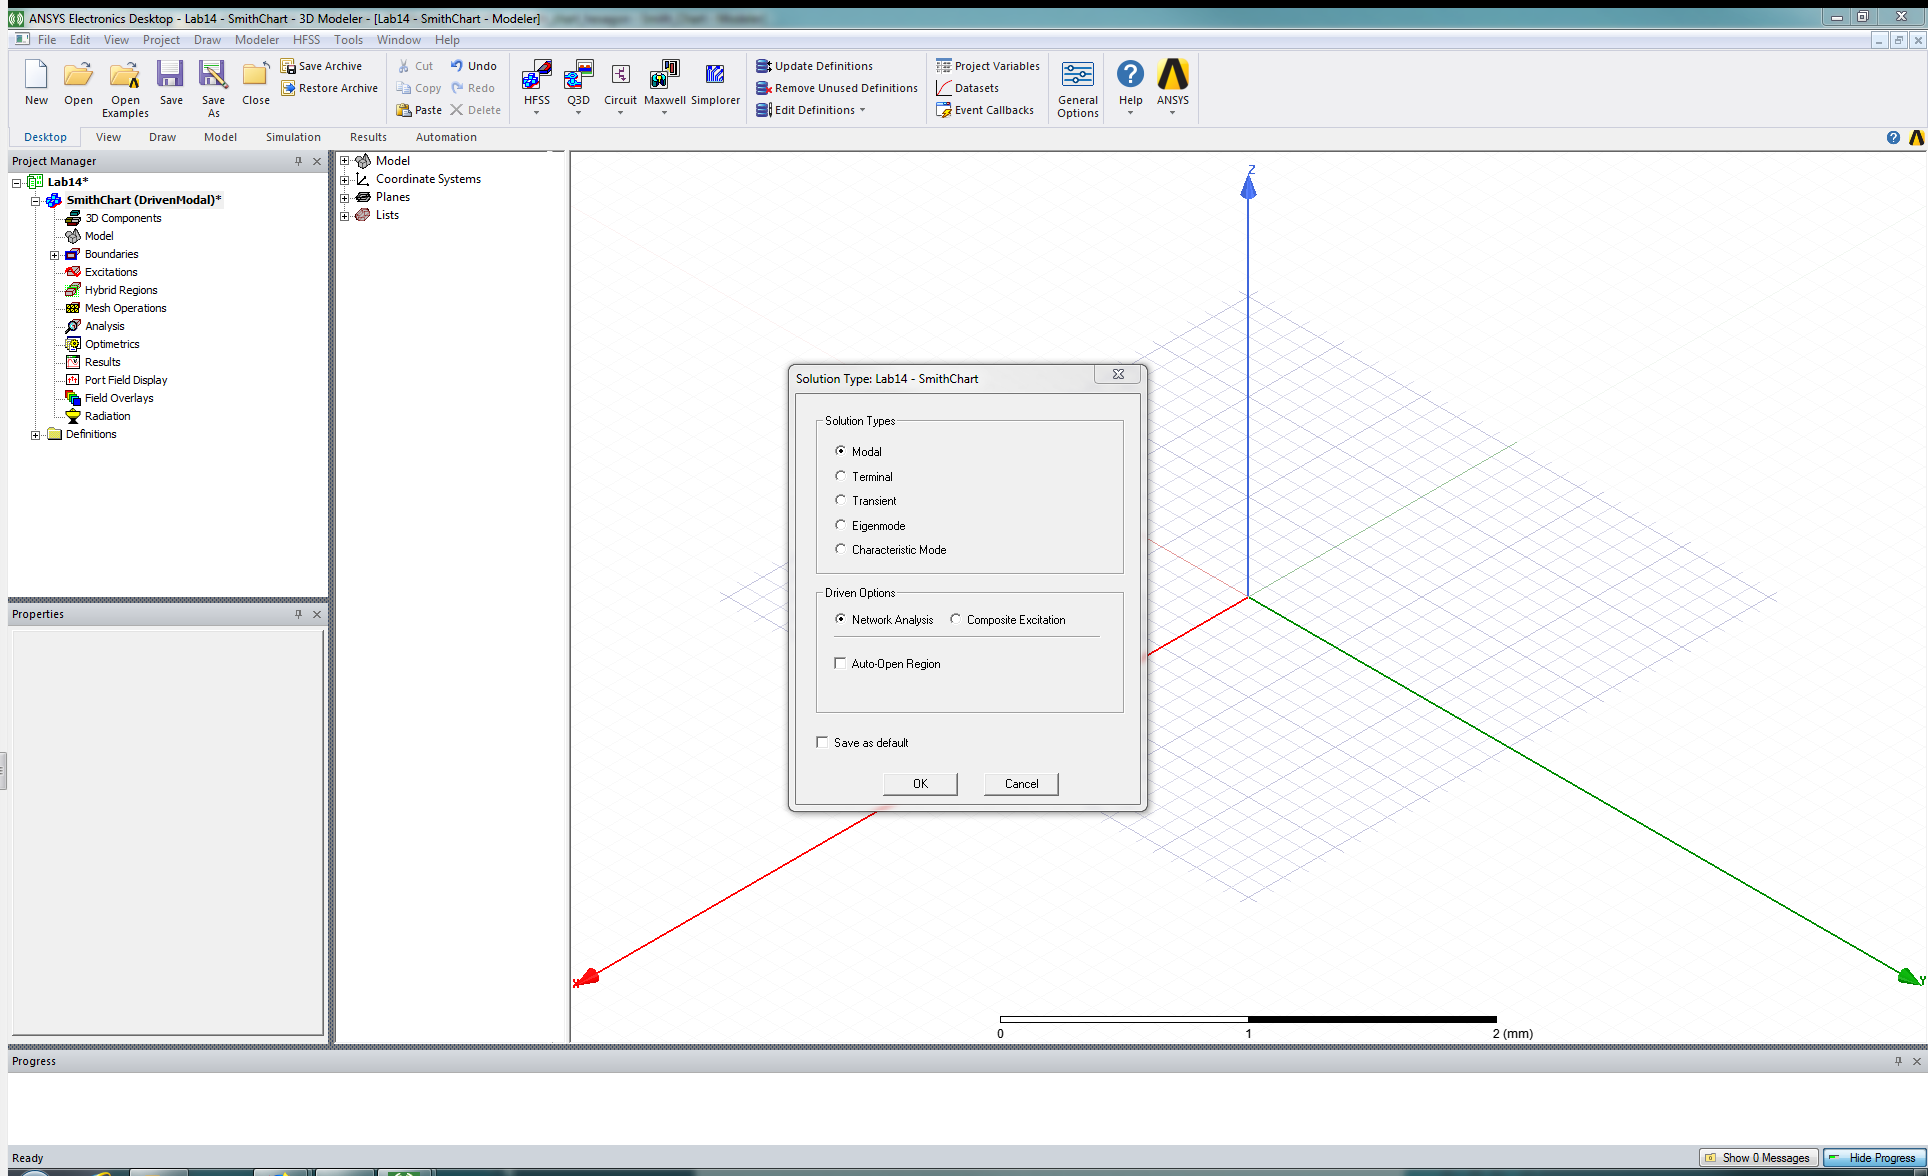 ANSYS Electronics Desktop - Lab14 - SmithChart - 3D Modeler - [Lab14 - SmithChart - Modeler]
File Edit View Project Draw Modeler HFSS Tools Window Help
New Open Open Examples Save Save As Close
Save Archive
Restore Archive
Cut Undo
Copy Redo
Paste Delete
HFSS Q3D Circuit Maxwell Simplorer
Update Definitions
Remove Unused Definitions
Edit Definitions
Project Variables
Datasets
Event Callbacks
General Options Help ANSYS
Desktop View Draw Model Simulation Results Automation
Project Manager
Lab14*
SmithChart (DrivenModal)*
3D Components
Model
Boundaries
Excitations
Hybrid Regions
Mesh Operations
Analysis
Optimetrics
Results
Port Field Display
Field Overlays
Radiation
Definitions
Model
Coordinate Systems
Planes
Lists
Z
Solution Type: Lab14 - SmithChart
Solution Types
Modal
Terminal
Transient
Eigenmode
Characteristic Mode
Driven Options
Network Analysis Composite Excitation
Auto-Open Region
Save as default
OK Cancel
X
Y
0 1 2 (mm)
Properties
Progress
Ready
Show 0 Messages Hide Progress